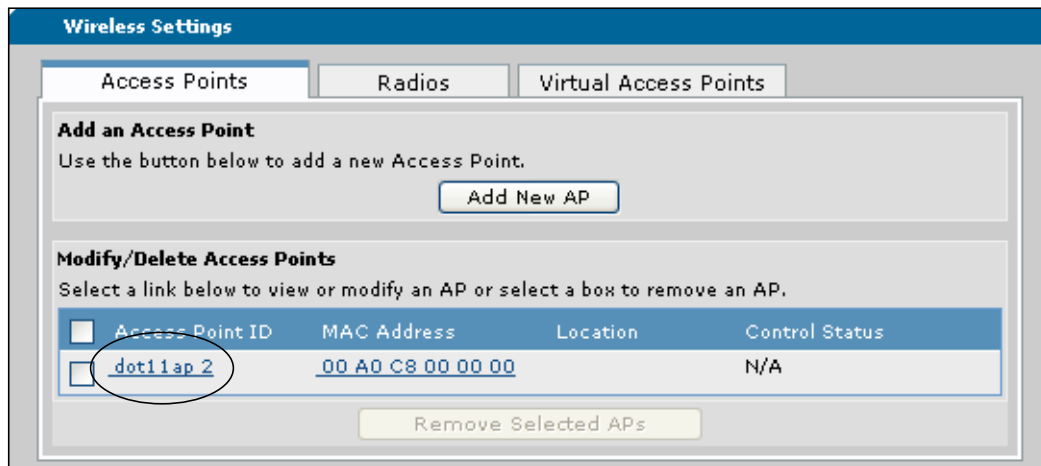 Wireless Settings
Access Points Radios Virtual Access Points
Add an Access Point
Use the button below to add a new Access Point.
Add New AP
Modify/Delete Access Points
Select a link below to view or modify an AP or select a box to remove an AP.
Access Point ID MAC Address Location Control Status
dot11ap 2 00 A0 C8 00 00 00 N/A
Remove Selected APs